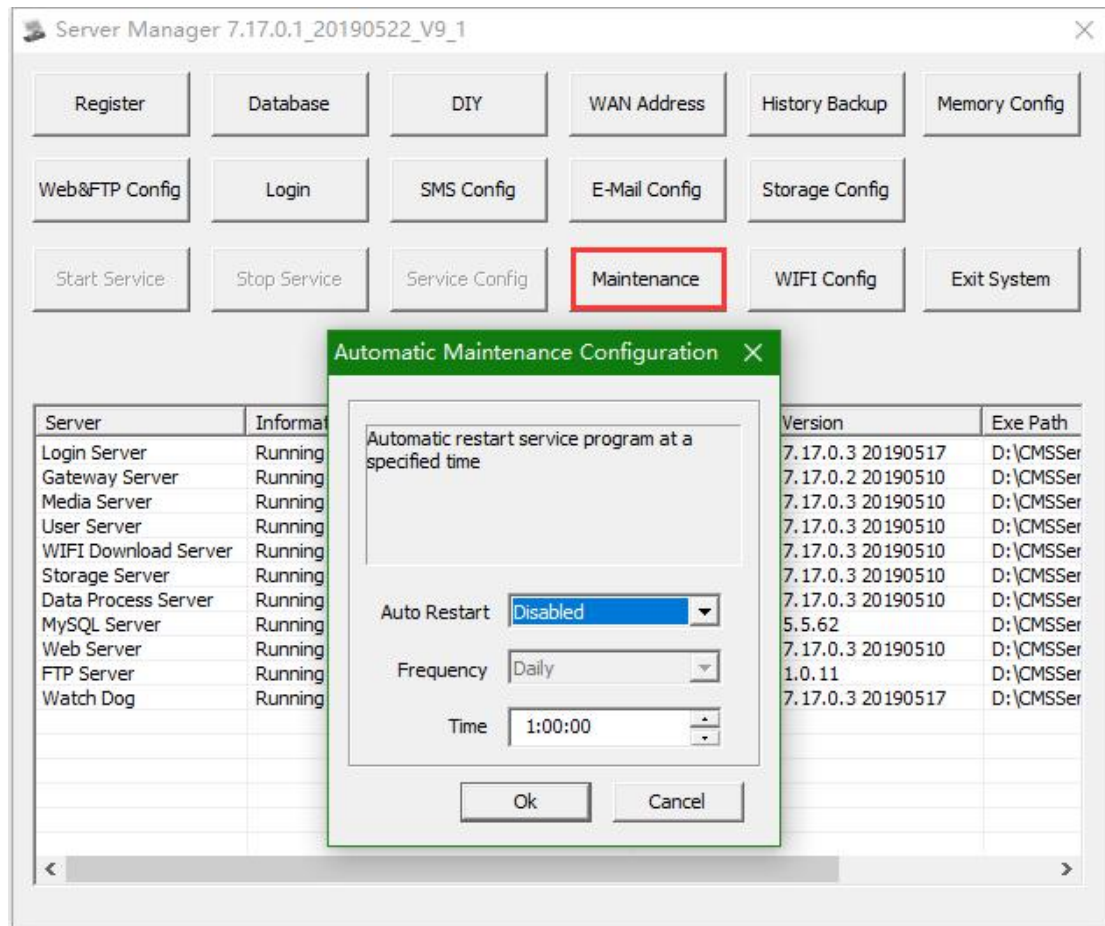 Server Manager 7.17.0.1_20190522_V9_1
Register Database DIY WAN Address History Backup Memory Config
Web&FTP Config Login SMS Config E-Mail Config Storage Config
Start Service Stop Service Service Config Maintenance WIFI Config Exit System
Automatic Maintenance Configuration
Automatic restart service program at a
specified time
Auto Restart Disabled
Frequency Daily
Time 1:00:00
Ok Cancel
Server Informat Version Exe Path
Login Server Running 7.17.0.3 20190517 D:\CMSSer
Gateway Server Running 7.17.0.2 20190510 D:\CMSSer
Media Server Running 7.17.0.3 20190510 D:\CMSSer
User Server Running 7.17.0.3 20190510 D:\CMSSer
WIFI Download Server Running 7.17.0.3 20190510 D:\CMSSer
Storage Server Running 7.17.0.3 20190510 D:\CMSSer
Data Process Server Running 7.17.0.3 20190510 D:\CMSSer
MySQL Server Running 5.5.62 D:\CMSSer
Web Server Running 7.17.0.3 20190510 D:\CMSSer
FTP Server Running 1.0.11 D:\CMSSer
Watch Dog Running 7.17.0.3 20190517 D:\CMSSer